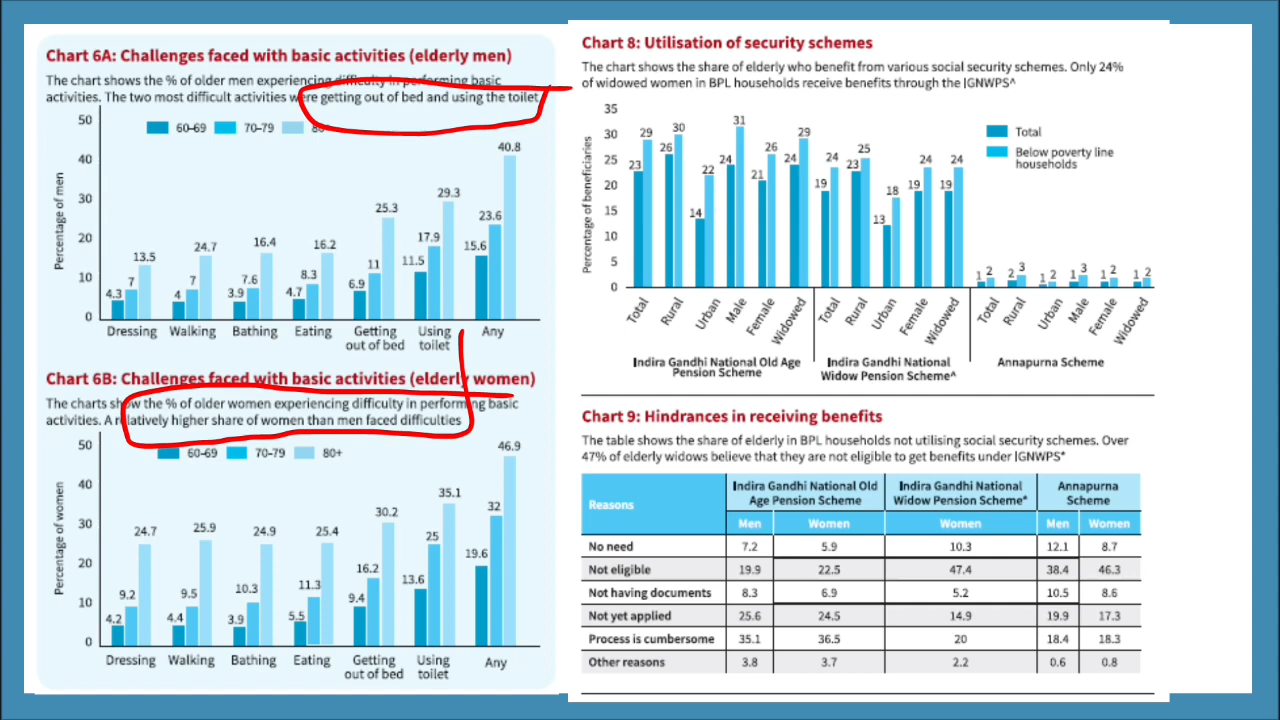 Chart 6A: Challenges faced with basic activities (elderly men)
The chart shows the % of older men experiencing difficulty in performing basic
activities. The two most difficult activities were getting out of bed and using the toilet
50
40
30
20
10
0
Percentage of men
60–69 70–79 80+
4.3 7 13.5
4 7 24.7
3.9 7.6 16.4
4.7 8.3 16.2
6.9 11 25.3
11.5 17.9 29.3
15.6 23.6 40.8
Dressing Walking Bathing Eating Getting out of bed Using toilet Any
Chart 6B: Challenges faced with basic activities (elderly women)
The charts show the % of older women experiencing difficulty in performing basic
activities. A relatively higher share of women than men faced difficulties
50
40
30
20
10
0
Percentage of women
60-69 70–79 80+
4.2 9.2 24.7
4.4 9.5 25.9
3.9 10.3 24.9
5.5 11.3 25.4
9.4 16.2 30.2
13.6 25 35.1
19.6 32 46.9
Dressing Walking Bathing Eating Getting out of bed Using toilet Any
Chart 8: Utilisation of security schemes
The chart shows the share of elderly who benefit from various social security schemes. Only 24%
of widowed women in BPL households receive benefits through the IGNWPS^
35
30
25
20
15
10
5
0
Percentage of beneficiaries
Total
Below poverty line
households
23 29 26 30 14 22 24 31 21 26 24 29
19 24 23 25 13 18 19 24 19 24
1 2 2 3 1 2 1 3 1 2 1 2
Total Rural Urban Male Female Widowed
Total Rural Urban Female Widowed
Total Rural Urban Male Female Widowed
Indira Gandhi National Old Age
Pension Scheme
Indira Gandhi National
Widow Pension Scheme^
Annapurna Scheme
Chart 9: Hindrances in receiving benefits
The table shows the share of elderly in BPL households not utilising social security schemes. Over
47% of elderly widows believe that they are not eligible to get benefits under IGNWPS*
Reasons
Indira Gandhi National Old
Age Pension Scheme
Indira Gandhi National
Widow Pension Scheme*
Annapurna
Scheme
Men Women Women Men Women
No need 7.2 5.9 10.3 12.1 8.7
Not eligible 19.9 22.5 47.4 38.4 46.3
Not having documents 8.3 6.9 5.2 10.5 8.6
Not yet applied 25.6 24.5 14.9 19.9 17.3
Process is cumbersome 35.1 36.5 20 18.4 18.3
Other reasons 3.8 3.7 2.2 0.6 0.8